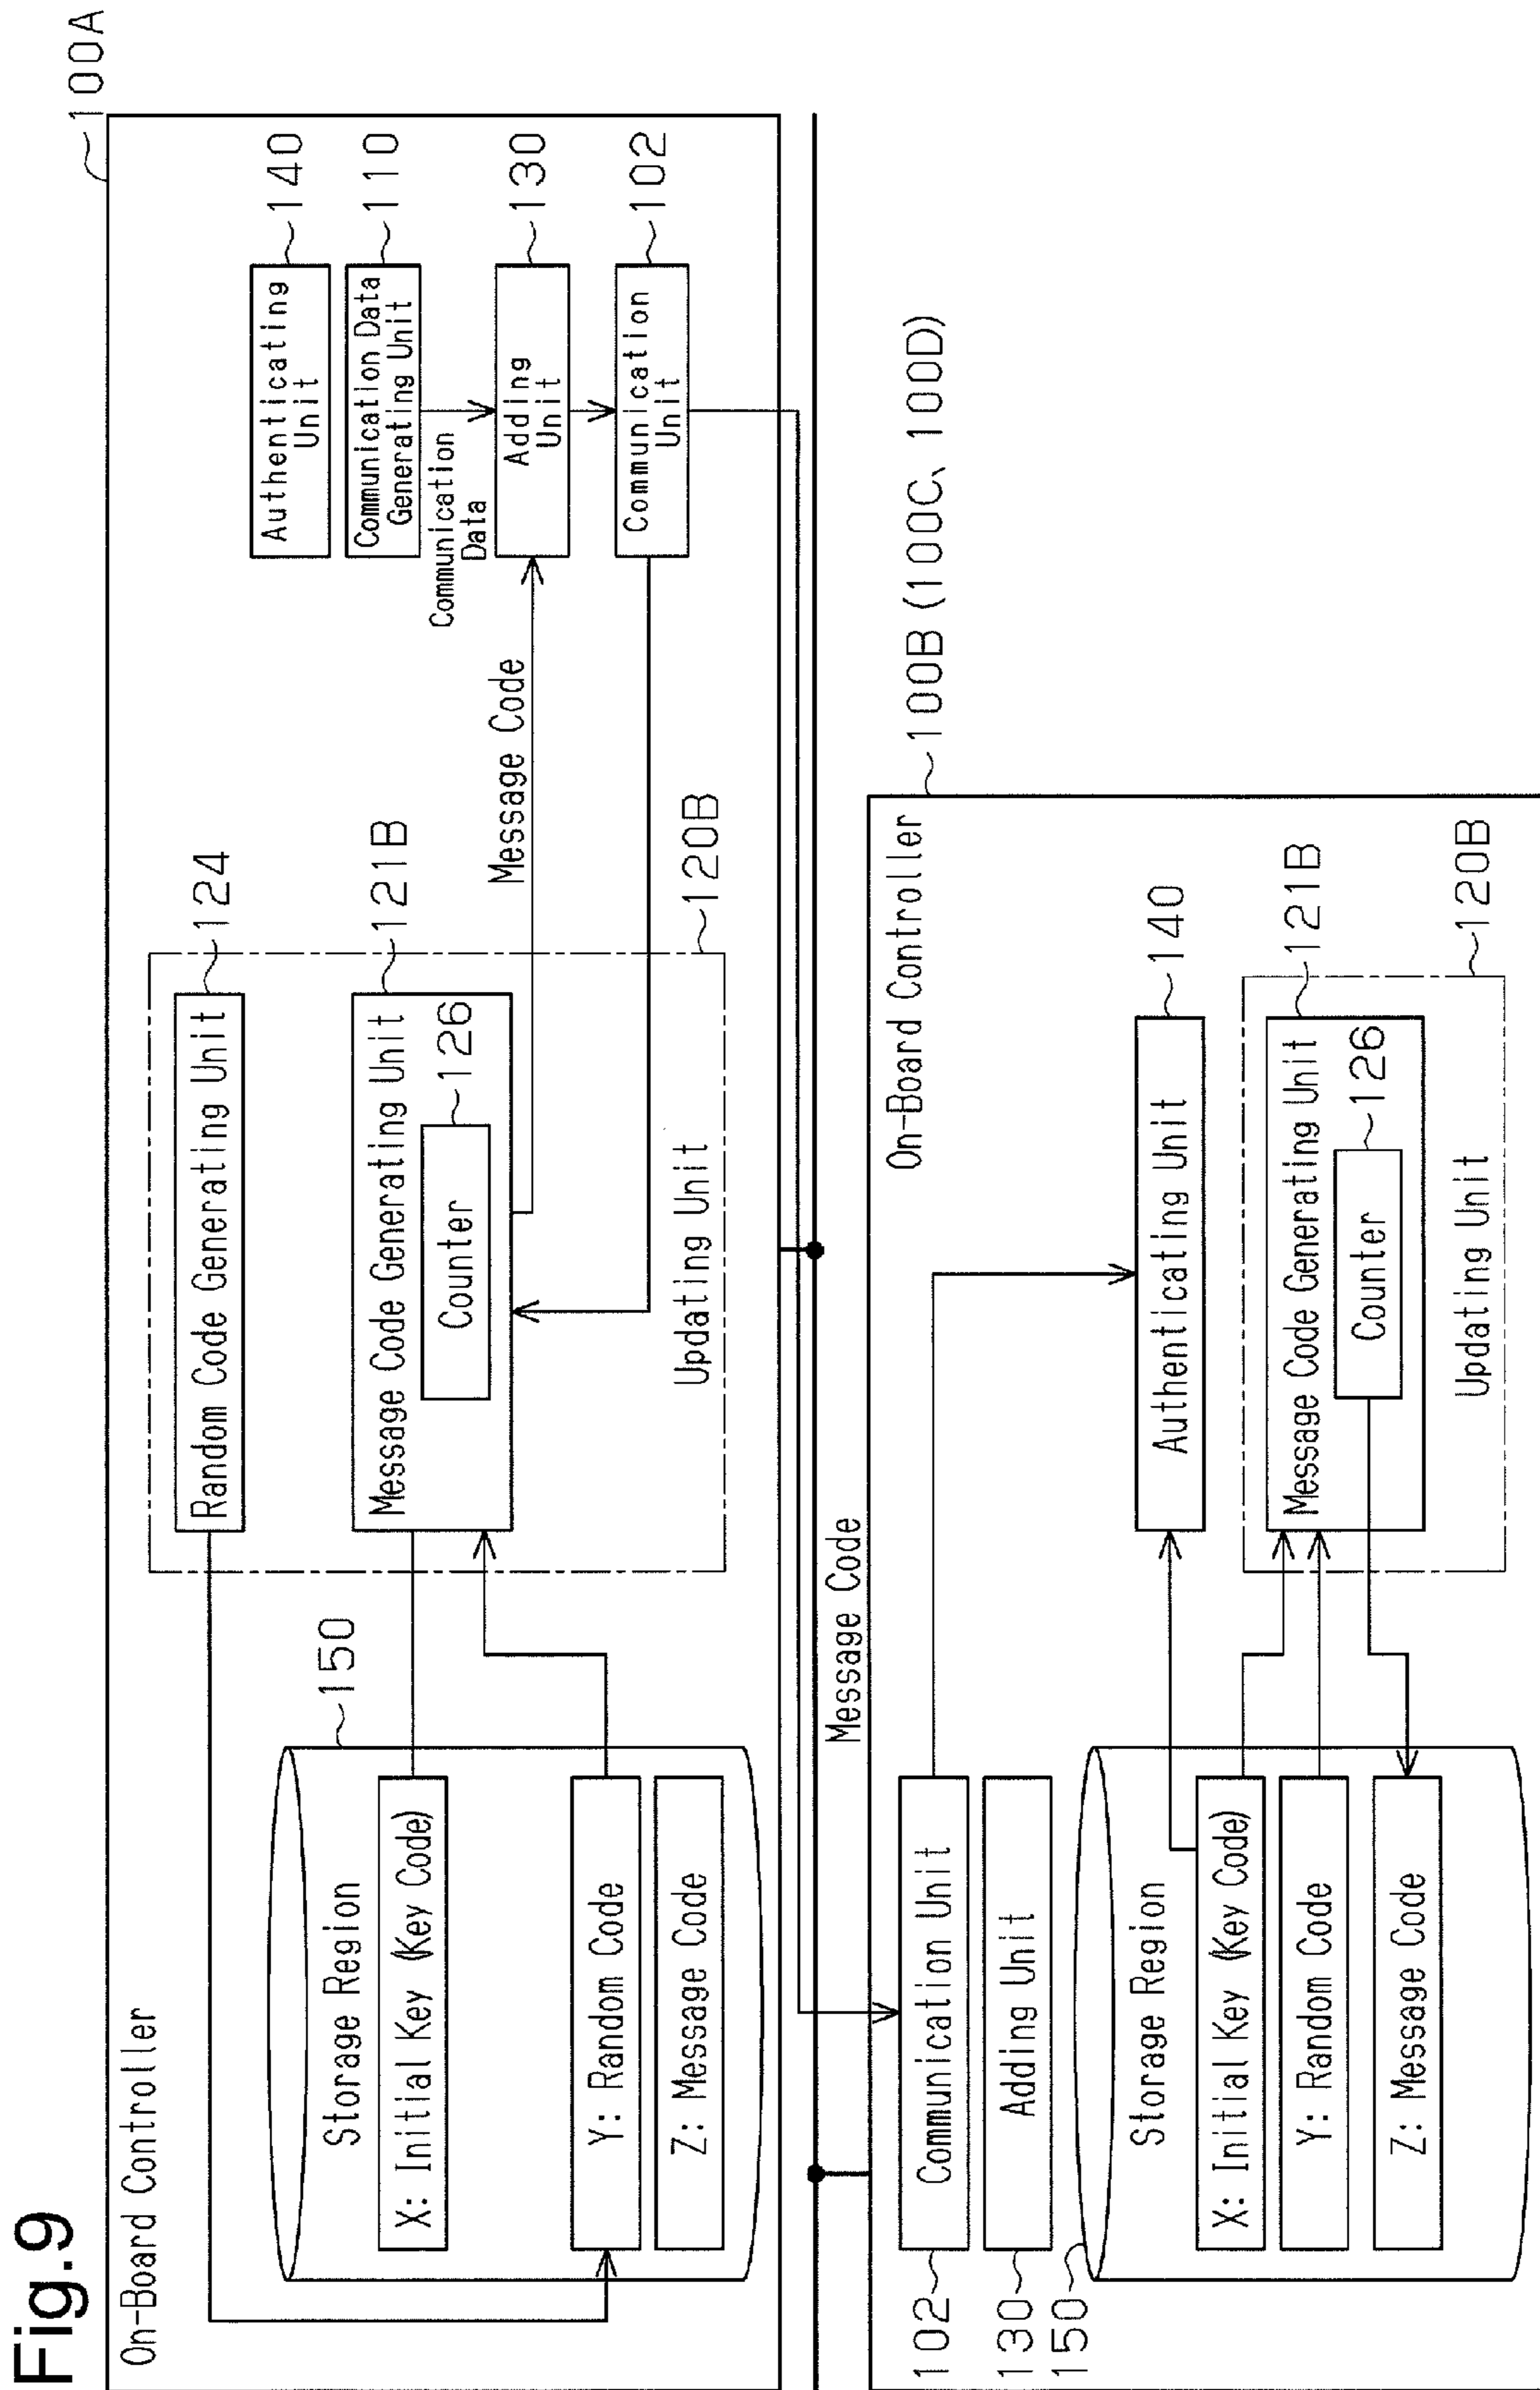 Fig.9
100A
On-Board Controller
Random Code Generating Unit
124
Authenticating
Unit
140
150
Storage Region
X: Initial Key (Key Code)
Message Code Generating Unit
121B
Counter
126
Communication Data
Generating Unit
110
Communication
Data
Message Code
Adding
Unit
130
Y: Random Code
Z: Message Code
Updating Unit
120B
Communication
Unit
102
Message Code
On-Board Controller
100B (100C、100D)
102
Communication Unit
130
Adding Unit
150
Storage Region
Authenticating Unit
140
X: Initial Key (Key Code)
Y: Random Code
Z: Message Code
Message Code Generating Unit
121B
Counter
126
Updating Unit
120B